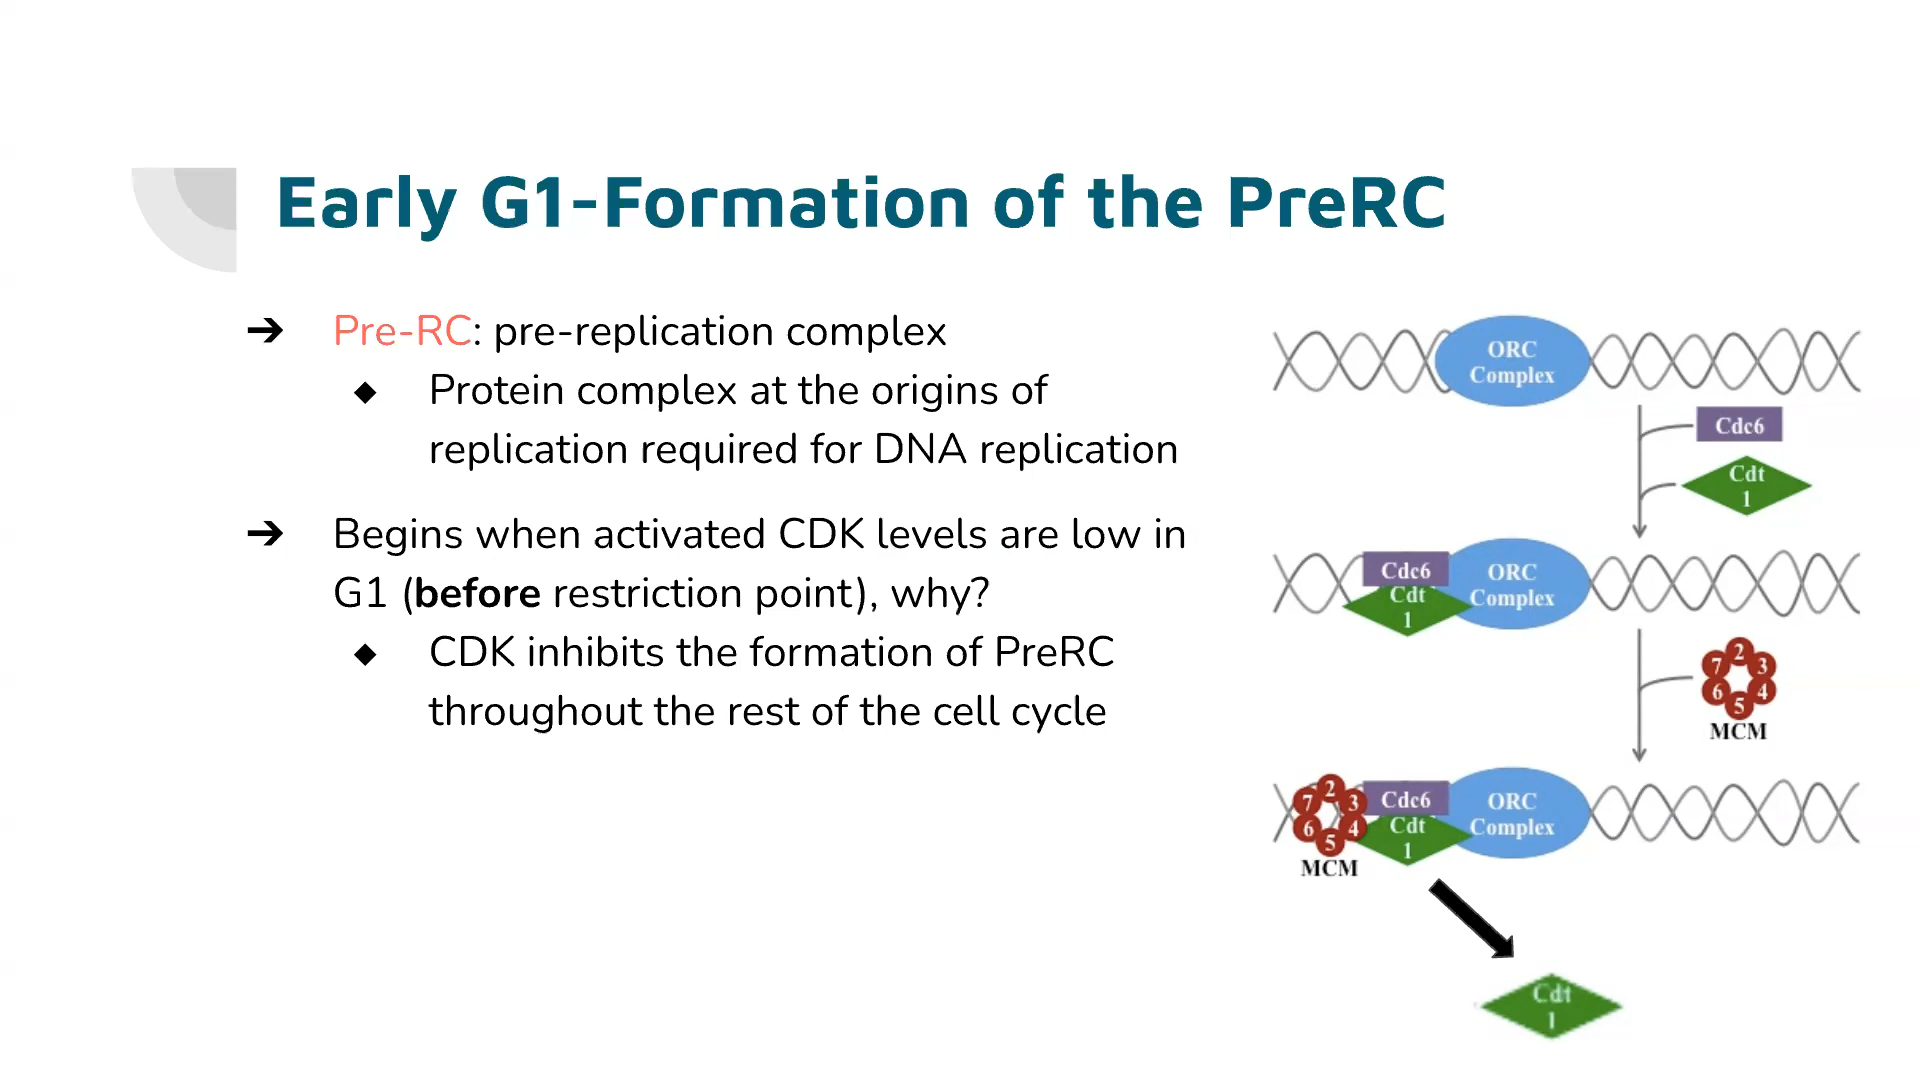 Early G1-Formation of the PreRC
➔ Pre-RC: pre-replication complex
◆ Protein complex at the origins of
replication required for DNA replication
➔ Begins when activated CDK levels are low in
G1 (before restriction point), why?
◆ CDK inhibits the formation of PreRC
throughout the rest of the cell cycle
ORC
Complex
Cdc6
Cdt
1
Cdc6
Cdt
1
ORC
Complex
2
3
4
5
6
7
MCM
2
3
4
5
6
7
MCM
Cdc6
Cdt
1
ORC
Complex
Cdt
1